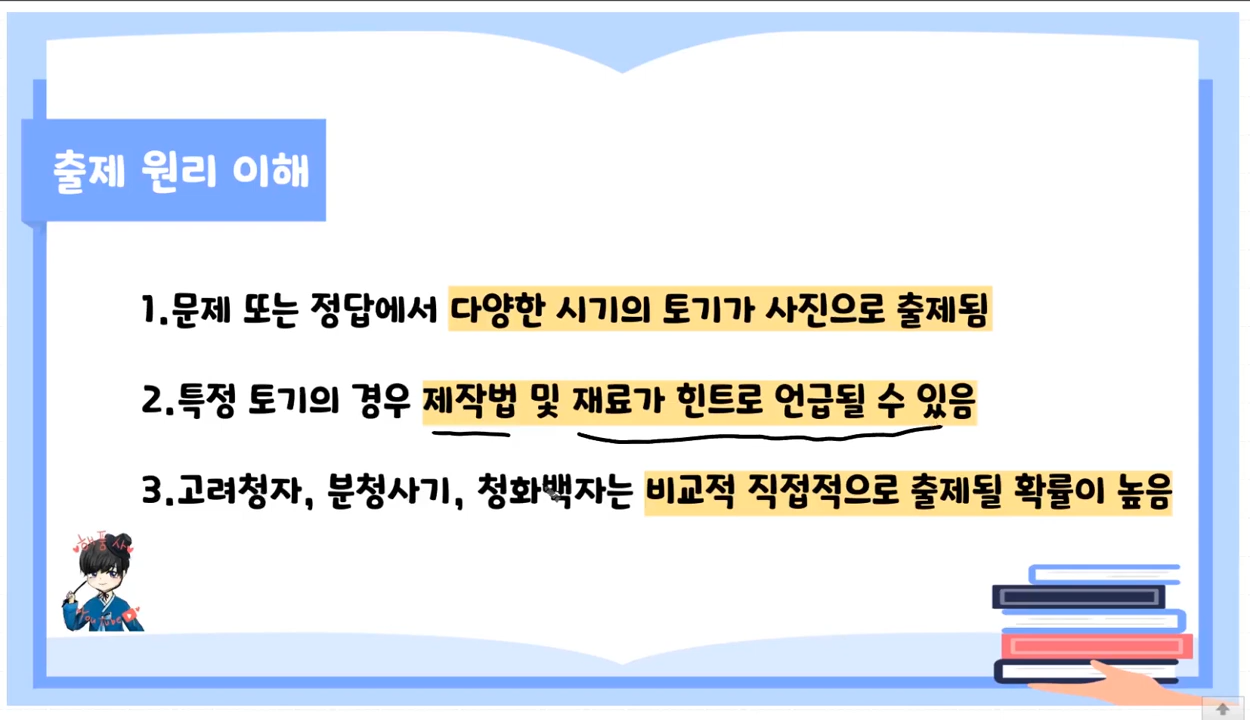 출제 원리 이해
1.문제 또는 정답에서 다양한 시기의 토기가 사진으로 출제됨
2.특정 토기의 경우 제작법 및 재료가 힌트로 언급될 수 있음
3.고려청자, 분청사기, 청화백자는 비교적 직접적으로 출제될 확률이 높음
해풍사
YouTube